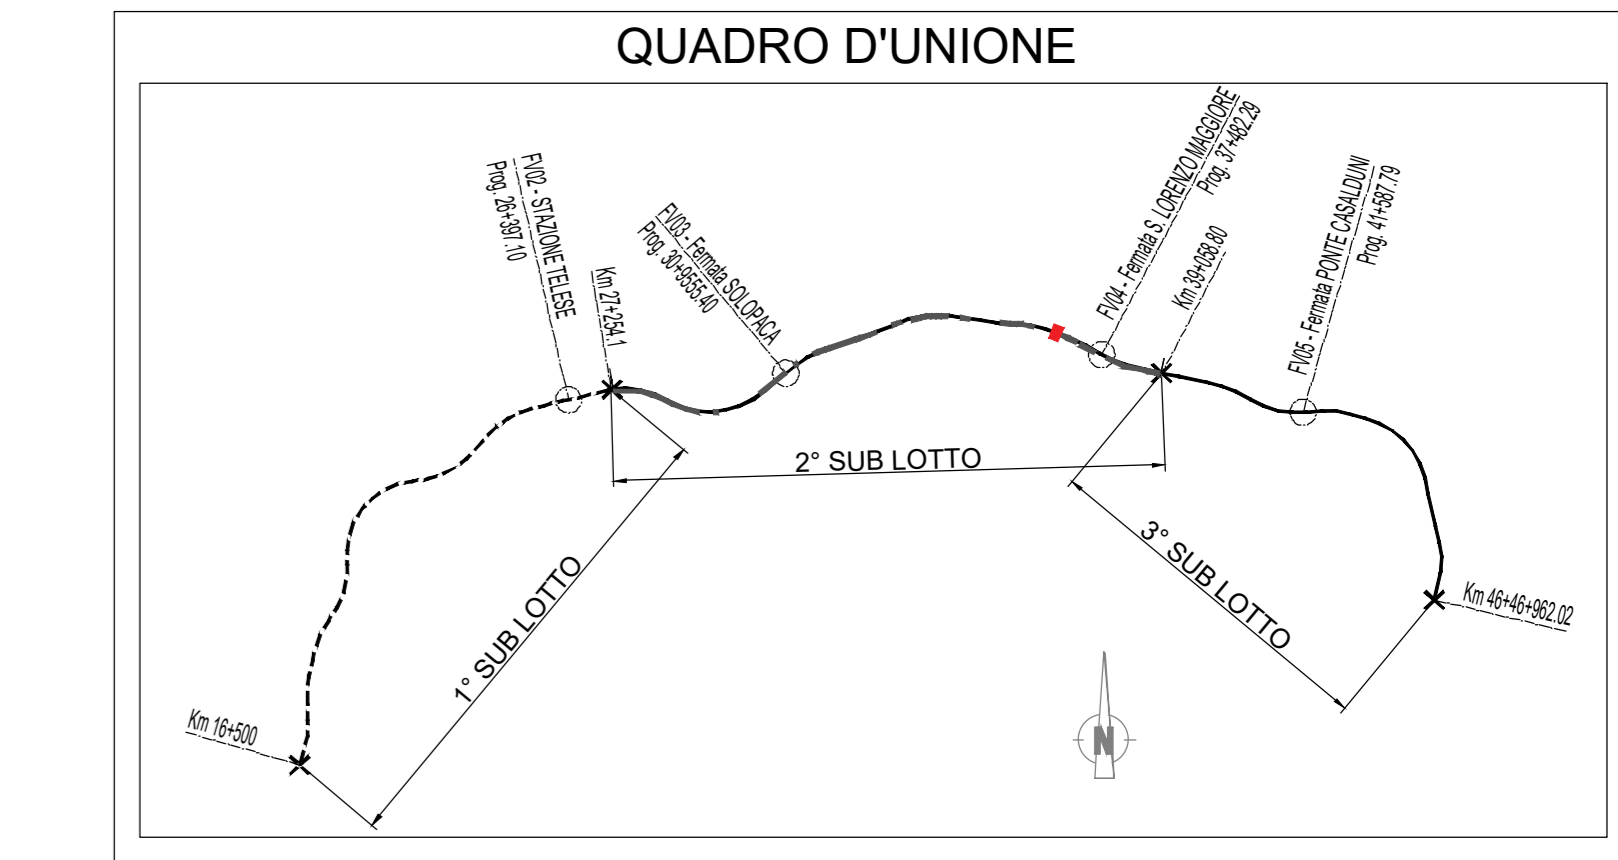 QUADRO D'UNIONE
FV02 - STAZIONE TELESE
Prog. 26+397.10
Km 27+254.1
FV03 - Fermata SOLOPACA
Prog. 30+9555.40
FV04 - Fermata S. LORENZO MAGGIORE
Prog. 37+482.29
Km 39+058.80
FV05 - Fermata PONTE CASALDUNI
Prog. 41+587.79
2° SUB LOTTO
1° SUB LOTTO
3° SUB LOTTO
Km 46+46+962.02
Km 16+500
N